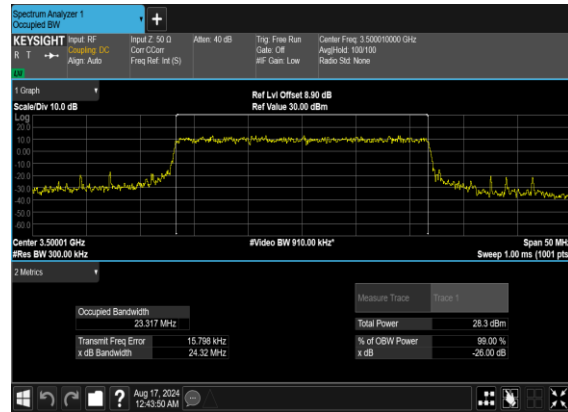 Spectrum Analyzer 1
Occupied BW
+
KEYSIGHT
R T
LXI
Input: RF
Coupling: DC
Align: Auto
Input Z: 50 Ω
Corr CCorr
Freq Ref: Int (S)
Atten: 40 dB
Trig: Free Run
Gate: Off
#IF Gain: Low
Center Freq: 3.500010000 GHz
Avg|Hold: 100/100
Radio Std: None
1 Graph
Scale/Div 10.0 dB
Ref Lvl Offset 8.90 dB
Ref Value 30.00 dBm
Log
20.0
10.0
0.00
-10.0
-20.0
-30.0
-40.0
-50.0
-60.0
Center 3.50001 GHz
#Res BW 300.00 kHz
#Video BW 910.00 kHz*
Span 50 MHz
Sweep 1.00 ms (1001 pts)
2 Metrics
Measure Trace
Trace 1
Occupied Bandwidth
23.317 MHz
Total Power
28.3 dBm
Transmit Freq Error
15.798 kHz
% of OBW Power
99.00 %
x dB Bandwidth
24.32 MHz
x dB
-26.00 dB
?
Aug 17, 2024
12:43:50 AM